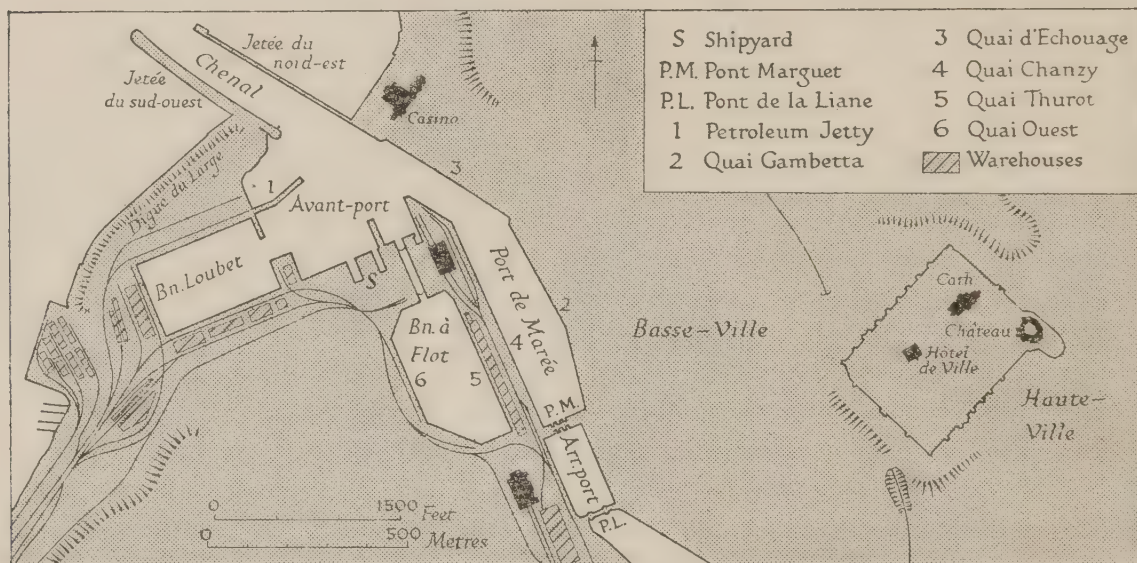 Jetée du
nord-est
Chenal
Jetée
du sud-ouest
Casino
S Shipyard
P.M. Pont Marguet
P.L. Pont de la Liane
1 Petroleum Jetty
2 Quai Gambetta
3 Quai d'Echouage
4 Quai Chanzy
5 Quai Thurot
6 Quai Ouest
Warehouses
Digue du Large
1
Avant-port
3
Bn. Loubet
S
Port de Marée
2
Bn. à
Flot
4
6
5
Basse-Ville
Cath
Château
Hôtel
de Ville
Haute-
Ville
P.M.
Arr. port
P.L.
0 1500 Feet
0 500 Metres